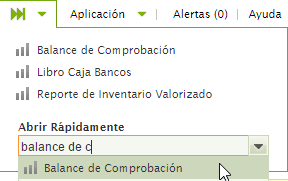 Aplicación Alertas (0) Ayuda
Balance de Comprobación
Libro Caja Bancos
Reporte de Inventario Valorizado
Abrir Rápidamente
balance de c
Balance de Comprobación